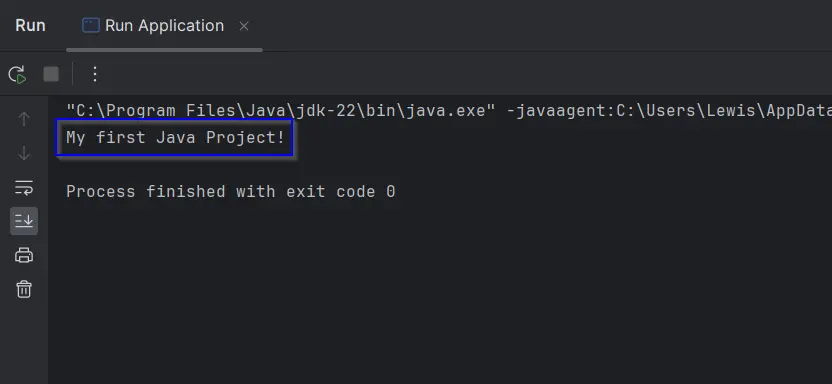 Run
Run Application
"C:\Program Files\Java\jdk-22\bin\java.exe" -javaagent:C:\Users\Lewis\AppData
My first Java Project!
Process finished with exit code 0